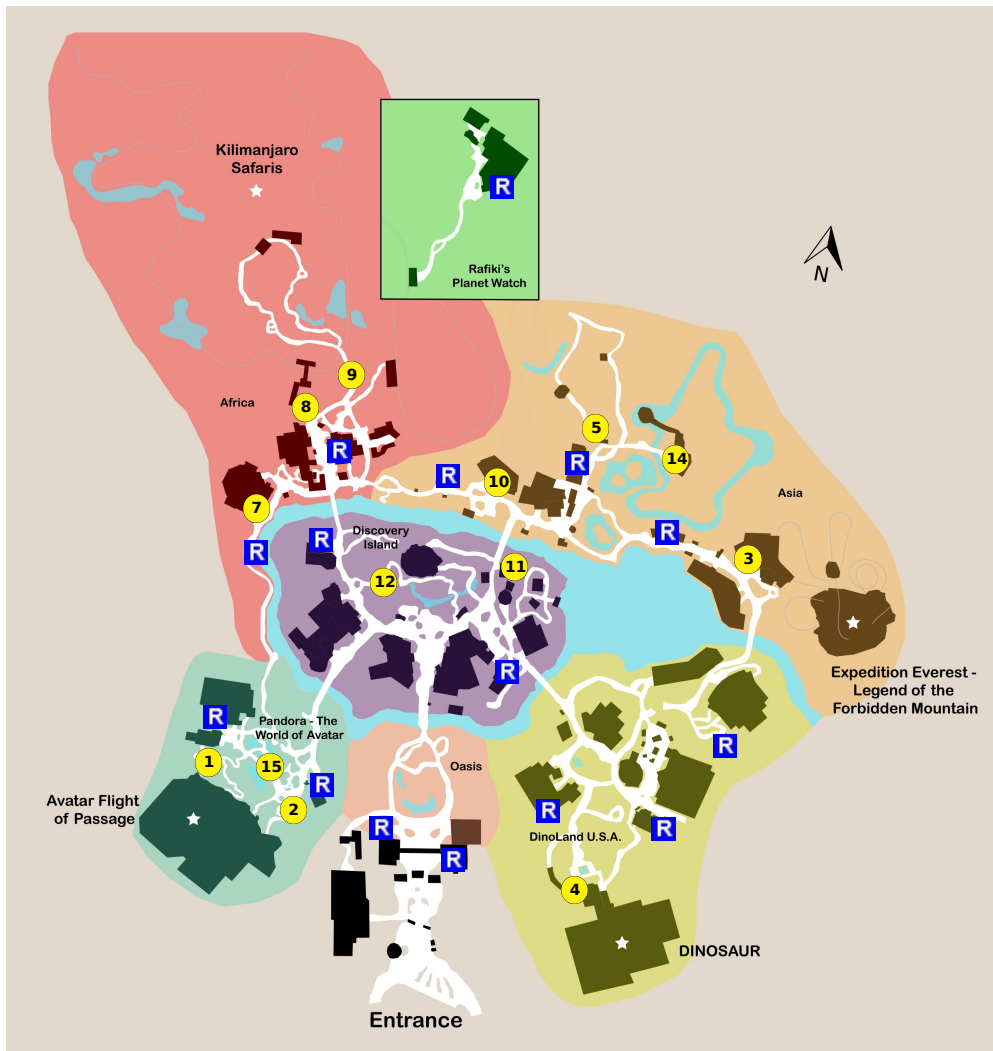 Kilimanjaro
Safaris
R
Rafiki's
Planet Watch
N
9
Africa
8
5
R
14
R
R
10
Asia
7
R
Discovery
Island
R
R
3
11
12
Expedition Everest -
Legend of the
Forbidden Mountain
R
R
Pandora - The
World of Avatar
R
1
15
Oasis
R
Avatar Flight
of Passage
2
R
R
DinoLand U.S.A.
R
R
4
DINOSAUR
Entrance